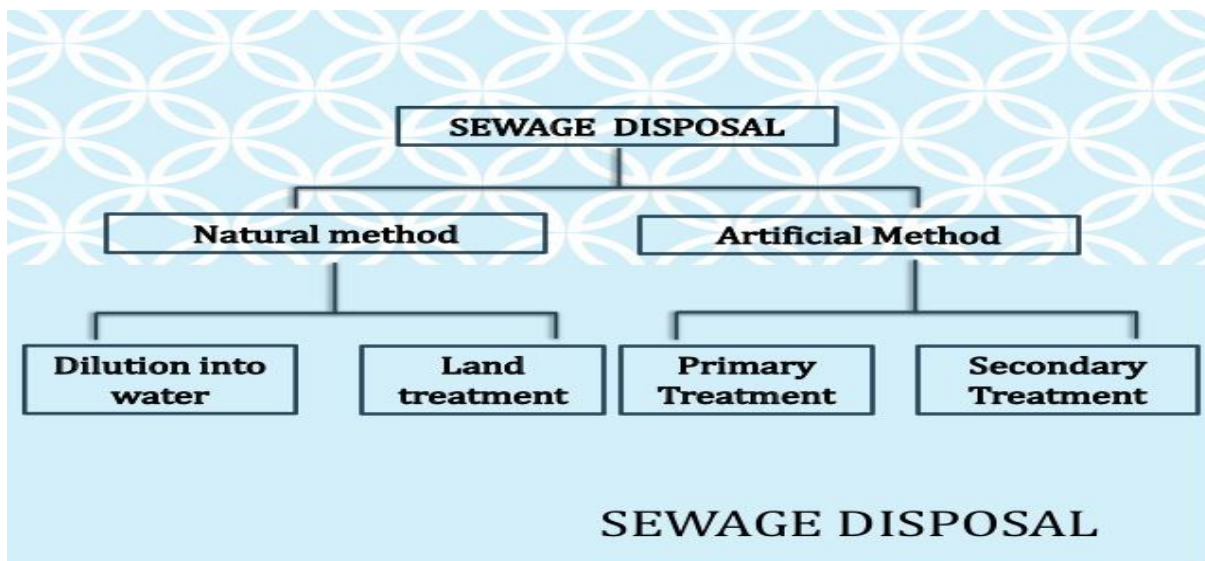 SEWAGE DISPOSAL
Natural method
Artificial Method
Dilution into
water
Land
treatment
Primary
Treatment
Secondary
Treatment
SEWAGE DISPOSAL